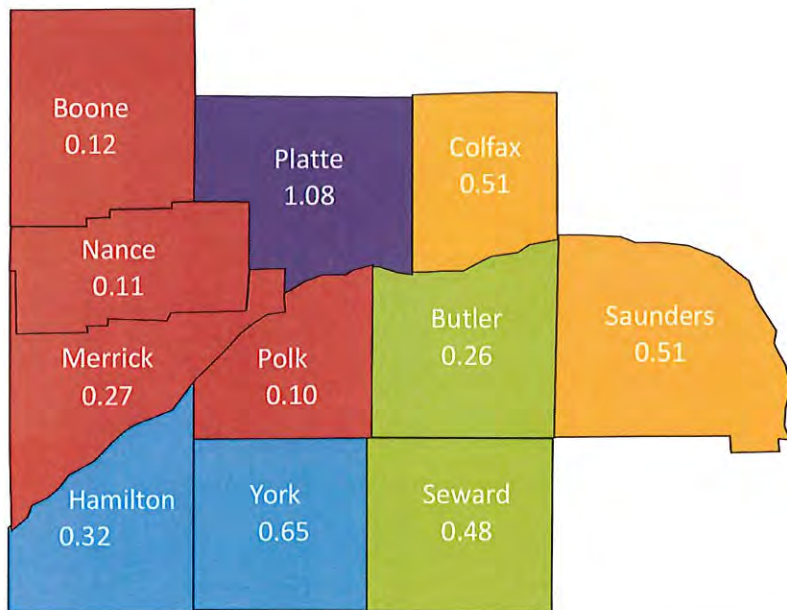 Boone
0.12
Platte
1.08
Colfax
0.51
Nance
0.11
Merrick
0.27
Polk
0.10
Butler
0.26
Saunders
0.51
Hamilton
0.32
York
0.65
Seward
0.48